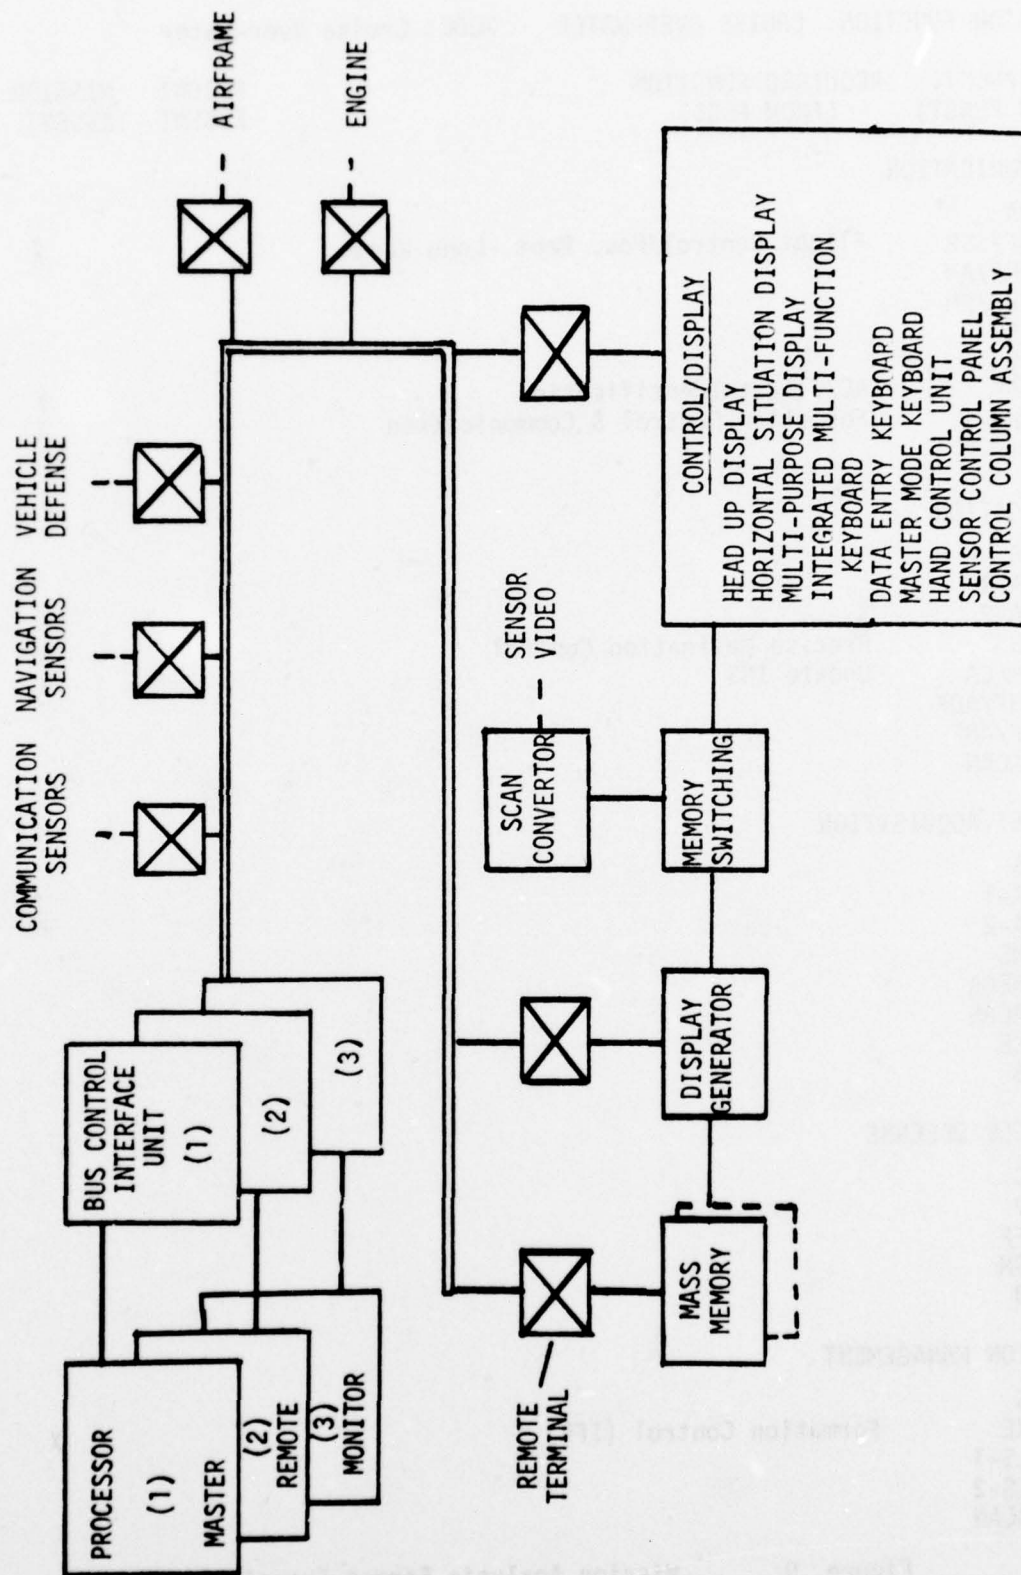 PROCESSOR
(1)
MASTER
(2)
REMOTE
(3)
MONITOR
BUS CONTROL
INTERFACE
UNIT
(1)
(2)
(3)
COMMUNICATION
SENSORS
NAVIGATION
SENSORS
VEHICLE
DEFENSE
AIRFRAME
ENGINE
REMOTE
TERMINAL
MASS
MEMORY
DISPLAY
GENERATOR
SCAN
CONVERTOR
SENSOR
VIDEO
MEMORY
SWITCHING
CONTROL/DISPLAY
HEAD UP DISPLAY
HORIZONTAL SITUATION DISPLAY
MULTI-PURPOSE DISPLAY
INTEGRATED MULTI-FUNCTION
KEYBOARD
DATA ENTRY KEYBOARD
MASTER MODE KEYBOARD
HAND CONTROL UNIT
SENSOR CONTROL PANEL
CONTROL COLUMN ASSEMBLY